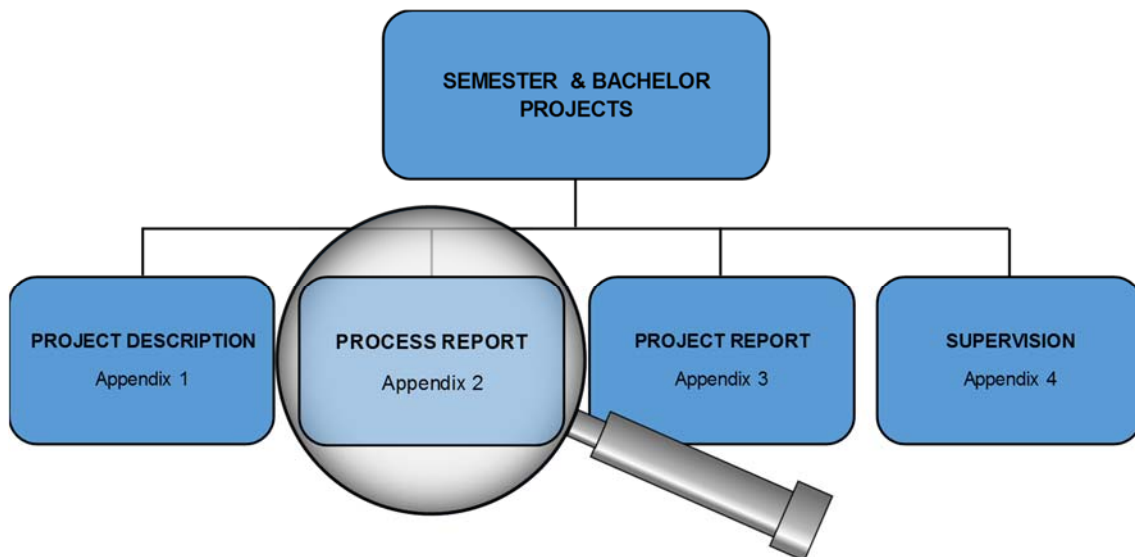 SEMESTER & BACHELOR
PROJECTS
PROJECT DESCRIPTION
Appendix 1
PROCESS REPORT
Appendix 2
PROJECT REPORT
Appendix 3
SUPERVISION
Appendix 4